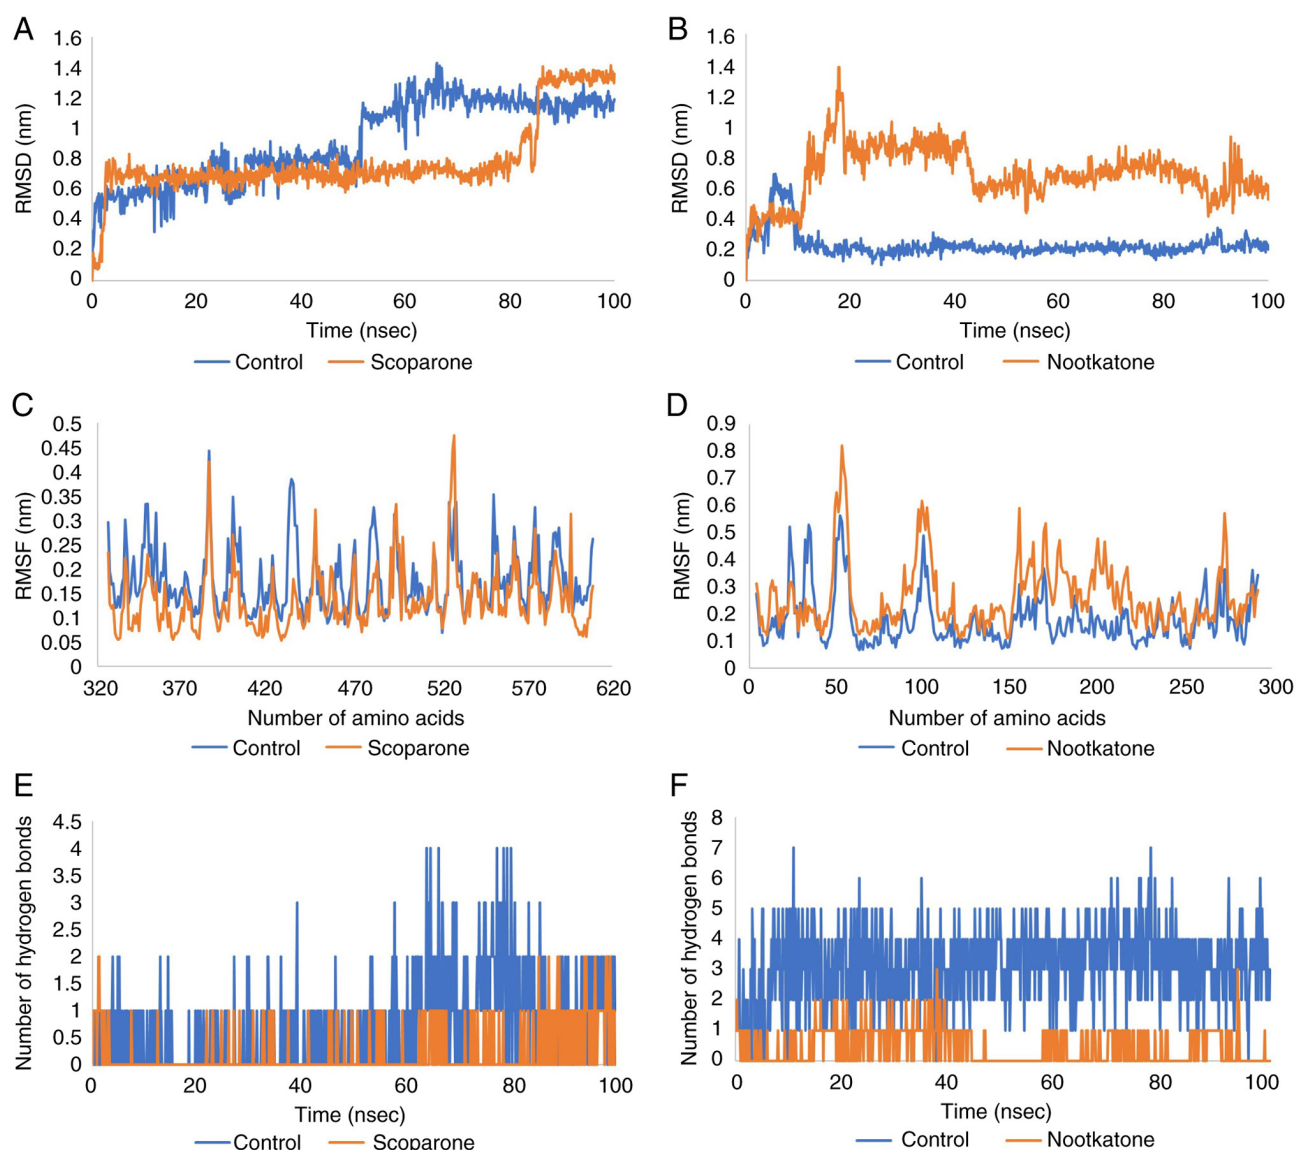 A
RMSD (nm)
1.6
1.4
1.2
1
0.8
0.6
0.4
0.2
0
0 20 40 60 80 100
Time (nsec)
Control Scoparone
B
RMSD (nm)
1.6
1.4
1.2
1
0.8
0.6
0.4
0.2
0
0 20 40 60 80 100
Time (nsec)
Control Nootkatone
C
RMSF (nm)
0.5
0.45
0.4
0.35
0.3
0.25
0.2
0.15
0.1
0.05
0
320 370 420 470 520 570 620
Number of amino acids
Control Scoparone
D
RMSF (nm)
0.9
0.8
0.7
0.6
0.5
0.4
0.3
0.2
0.1
0
0 50 100 150 200 250 300
Number of amino acids
Control Nootkatone
E
Number of hydrogen bonds
4.5
4
3.5
3
2.5
2
1.5
1
0.5
0
0 20 40 60 80 100
Time (nsec)
Control Scoparone
F
Number of hydrogen bonds
8
7
6
5
4
3
2
1
0
0 20 40 60 80 100
Time (nsec)
Control Nootkatone